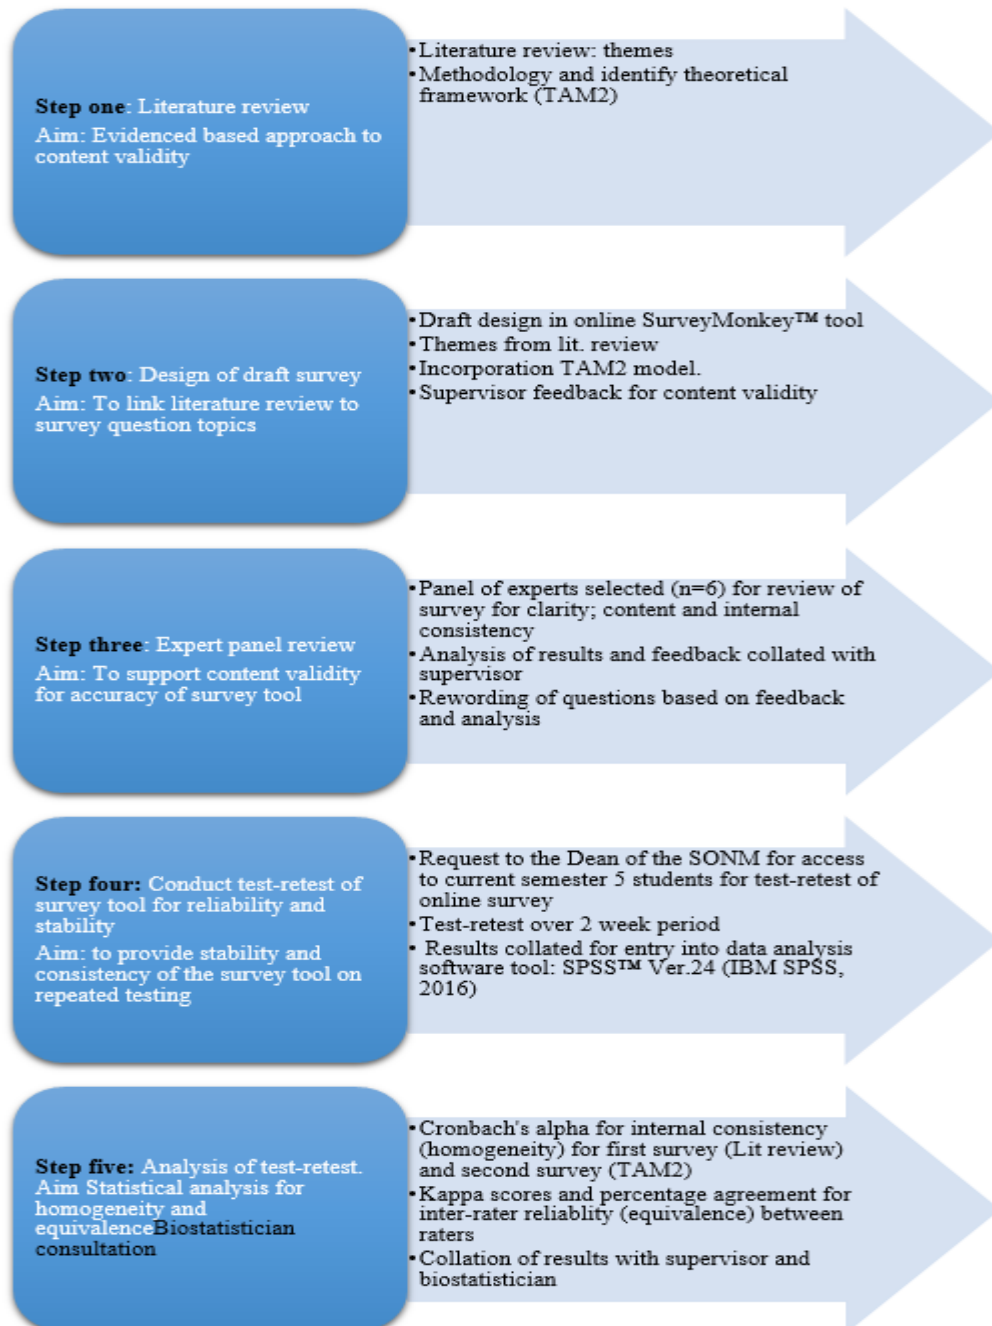 Step one: Literature review
Aim: Evidenced based approach to
content validity
•Literature review: themes
•Methodology and identify theoretical
framework (TAM2)
Step two: Design of draft survey
Aim: To link literature review to
survey question topics
•Draft design in online SurveyMonkey™ tool
•Themes from lit. review
•Incorporation TAM2 model.
•Supervisor feedback for content validity
Step three: Expert panel review
Aim: To support content validity
for accuracy of survey tool
•Panel of experts selected (n=6) for review of
survey for clarity; content and internal
consistency
•Analysis of results and feedback collated with
supervisor
•Rewording of questions based on feedback
and analysis
Step four: Conduct test-retest of
survey tool for reliability and
stability
Aim: to provide stability and
consistency of the survey tool on
repeated testing
•Request to the Dean of the SONM for access
to current semester 5 students for test-retest of
online survey
•Test-retest over 2 week period
• Results collated for entry into data analysis
software tool: SPSS™ Ver.24 (IBM SPSS,
2016)
Step five: Analysis of test-retest.
Aim Statistical analysis for
homogeneity and
equivalenceBiostatistician
consultation
•Cronbach's alpha for internal consistency
(homogeneity) for first survey (Lit review)
and second survey (TAM2)
•Kappa scores and percentage agreement for
inter-rater reliablity (equivalence) between
raters
•Collation of results with supervisor and
biostatistician